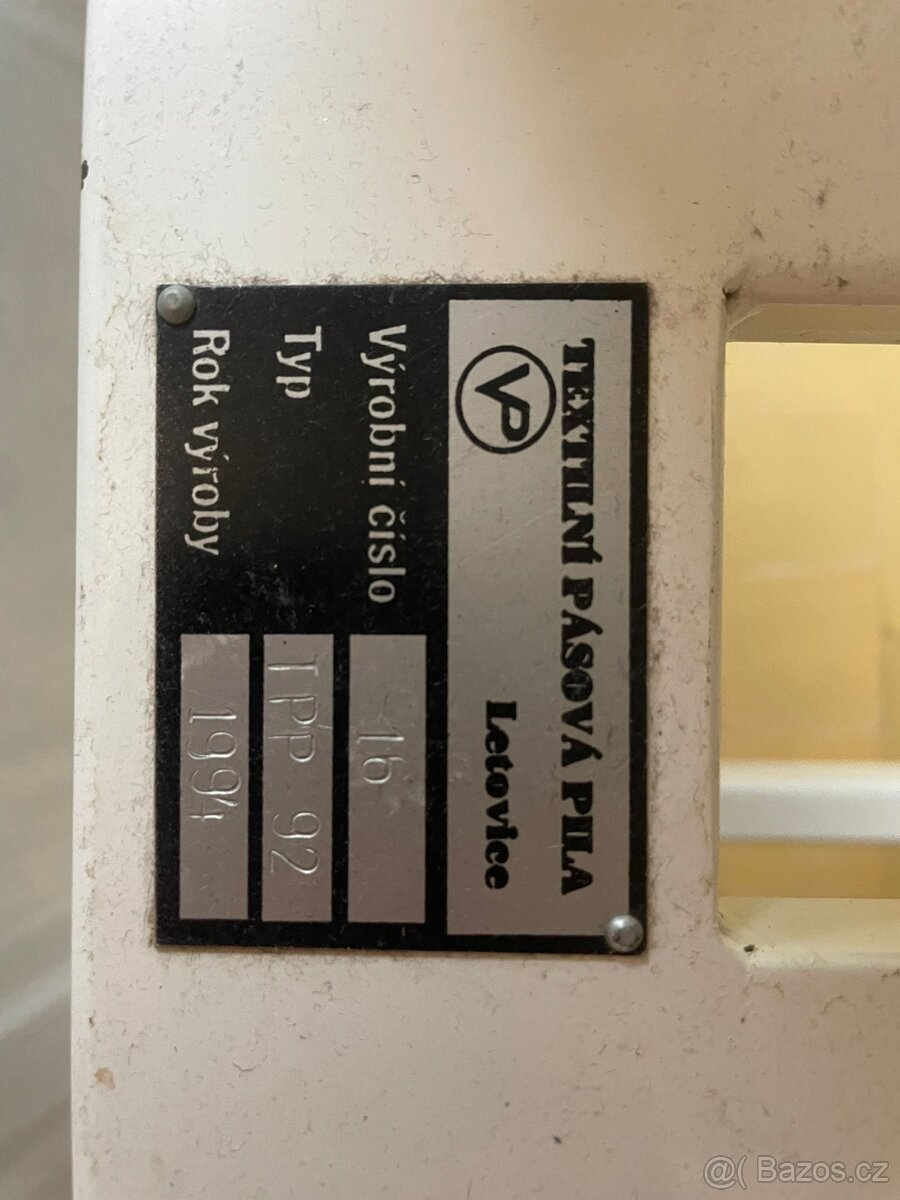 TEXTILNÍ PÁSOVÁ PILA
VP Letovice
Výrobní číslo 16
Typ TPP 92
Rok výroby 1994
@( Bazos.cz